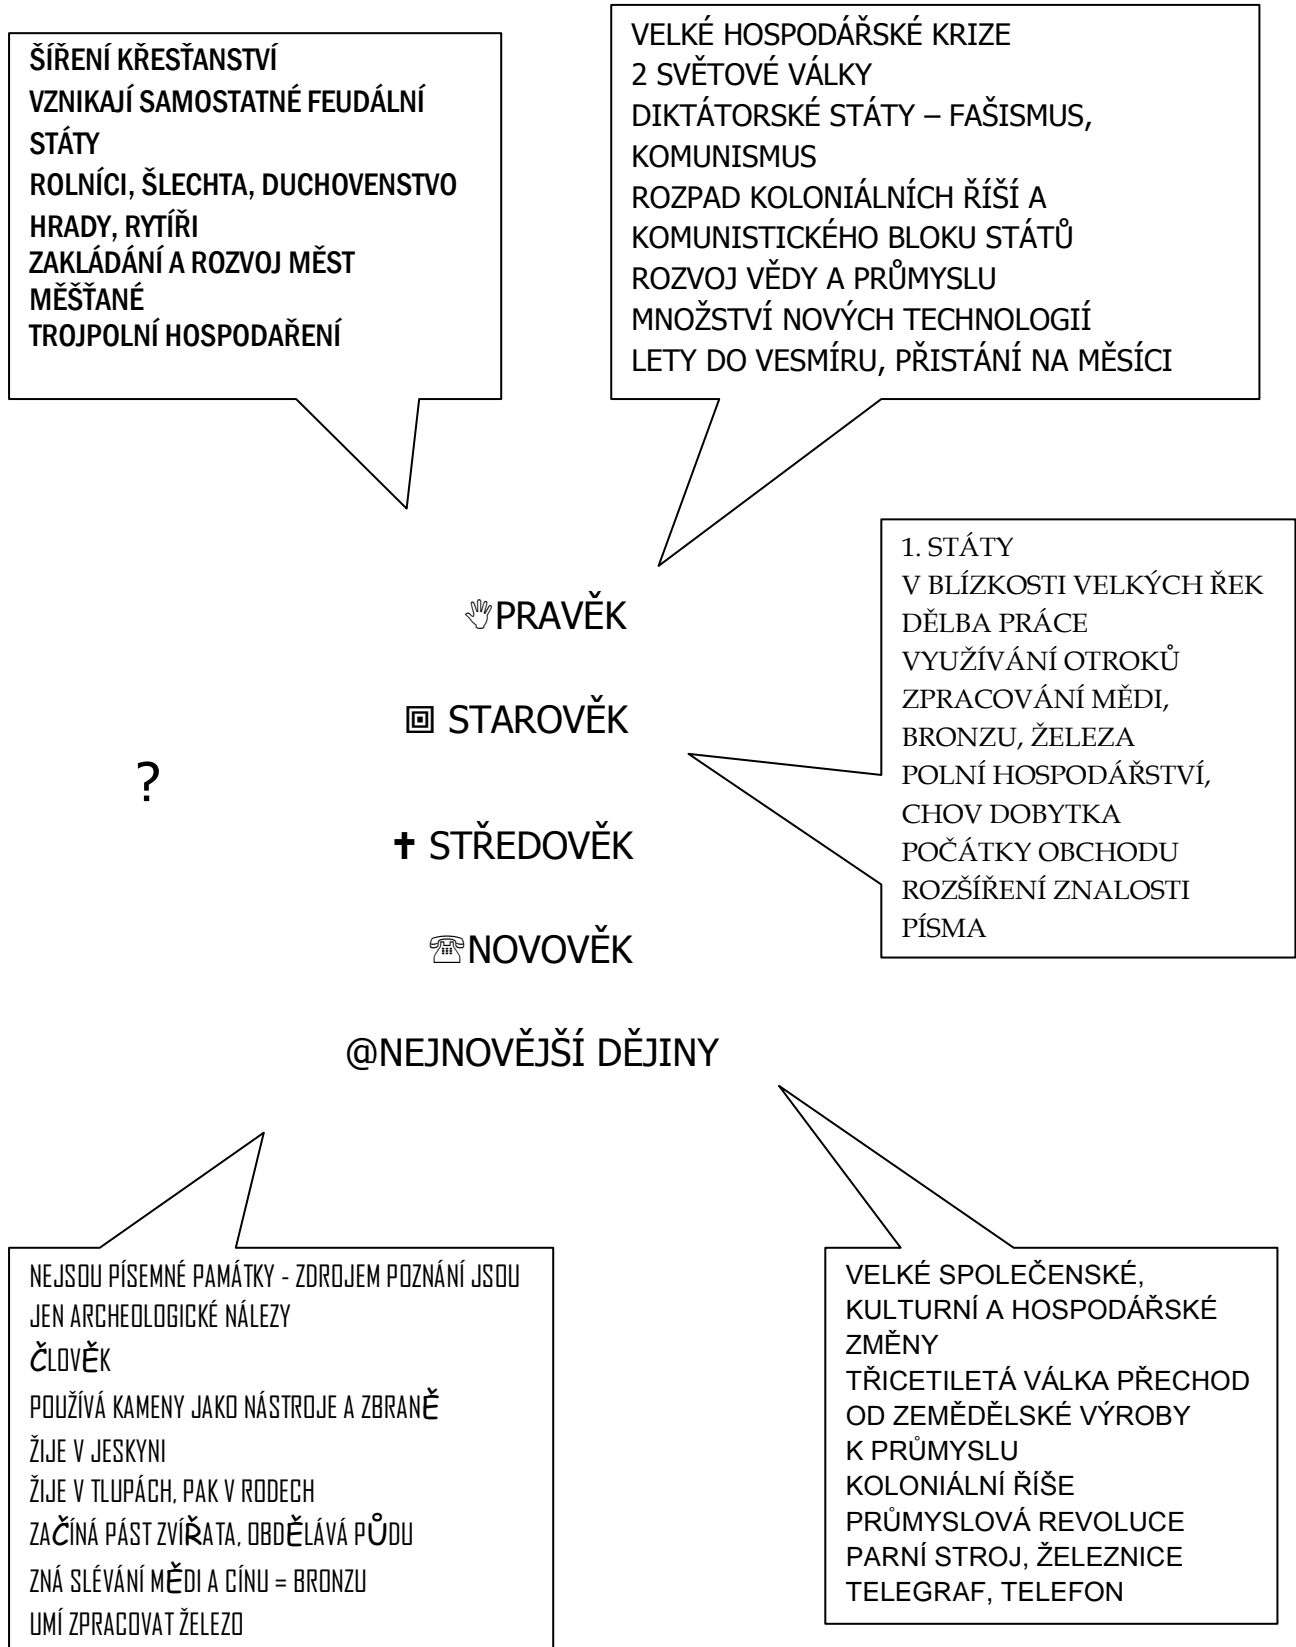 ŠÍŘENÍ KŘESŤANSTVÍ
VZNIKAJÍ SAMOSTATNÉ FEUDÁLNÍ
STÁTY
ROLNÍCI, ŠLECHTA, DUCHOVENSTVO
HRADY, RYTÍŘI
ZAKLÁDÁNÍ A ROZVOJ MĚST
MĚŠŤANÉ
TROJPOLNÍ HOSPODAŘENÍ
VELKÉ HOSPODÁŘSKÉ KRIZE
2 SVĚTOVÉ VÁLKY
DIKTÁTORSKÉ STÁTY – FAŠISMUS,
KOMUNISMUS
ROZPAD KOLONIÁLNÍCH ŘÍŠÍ A
KOMUNISTICKÉHO BLOKU STÁTŮ
ROZVOJ VĚDY A PRŮMYSLU
MNOŽSTVÍ NOVÝCH TECHNOLOGIÍ
LETY DO VESMÍRU, PŘISTÁNÍ NA MĚSÍCI
PRAVĚK
STAROVĚK
?
✝ STŘEDOVĚK
☏NOVOVĚK
@NEJNOVĚJŠÍ DĚJINY
1. STÁTY
V BLÍZKOSTI VELKÝCH ŘEK
DĚLBA PRÁCE
VYUŽÍVÁNÍ OTROKŮ
ZPRACOVÁNÍ MĚDI,
BRONZU, ŽELEZA
POLNÍ HOSPODÁŘSTVÍ,
CHOV DOBYTKA
POČÁTKY OBCHODU
ROZŠÍŘENÍ ZNALOSTI
PÍSMA
NEJSOU PÍSEMNÉ PAMÁTKY - ZDROJEM POZNÁNÍ JSOU
JEN ARCHEOLOGICKÉ NÁLEZY
ČLOVĚK
POUŽÍVÁ KAMENY JAKO NÁSTROJE A ZBRANĚ
ŽIJE V JESKYNI
ŽIJE V TLUPÁCH, PAK V RODECH
ZAČÍNÁ PÁST ZVÍŘATA, OBDĚLÁVÁ PŮDU
ZNÁ SLÉVÁNÍ MĚDI A CÍNU = BRONZU
UMÍ ZPRACOVAT ŽELEZO
VELKÉ SPOLEČENSKÉ,
KULTURNÍ A HOSPODÁŘSKÉ
ZMĚNY
TŘICETILETÁ VÁLKA PŘECHOD
OD ZEMĚDĚLSKÉ VÝROBY
K PRŮMYSLU
KOLONIÁLNÍ ŘÍŠE
PRŮMYSLOVÁ REVOLUCE
PARNÍ STROJ, ŽELEZNICE
TELEGRAF, TELEFON